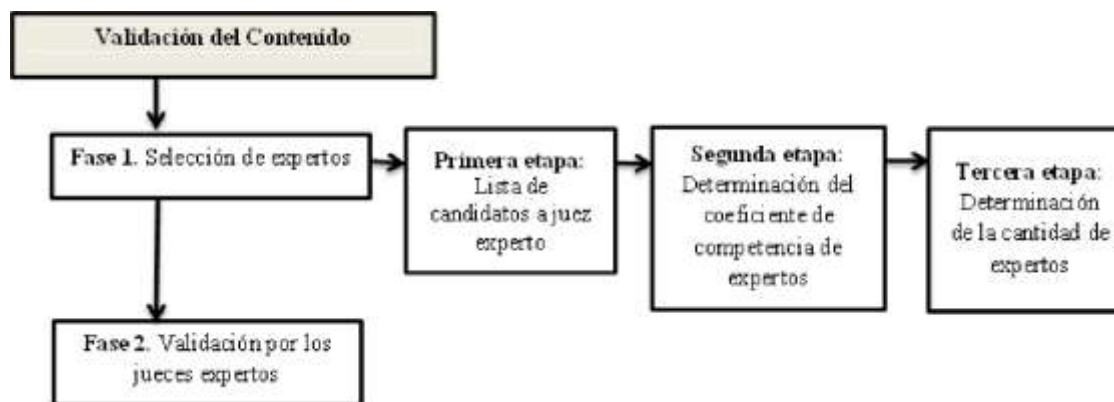 Validación del Contenido
Fase 1. Selección de expertos
Primera etapa:
Lista de
candidatos a juez
experto
Segunda etapa:
Determinación del
coeficiente de
competencia de
expertos
Tercera etapa:
Determinación
de la cantidad de
expertos
Fase 2. Validación por los
jueces expertos